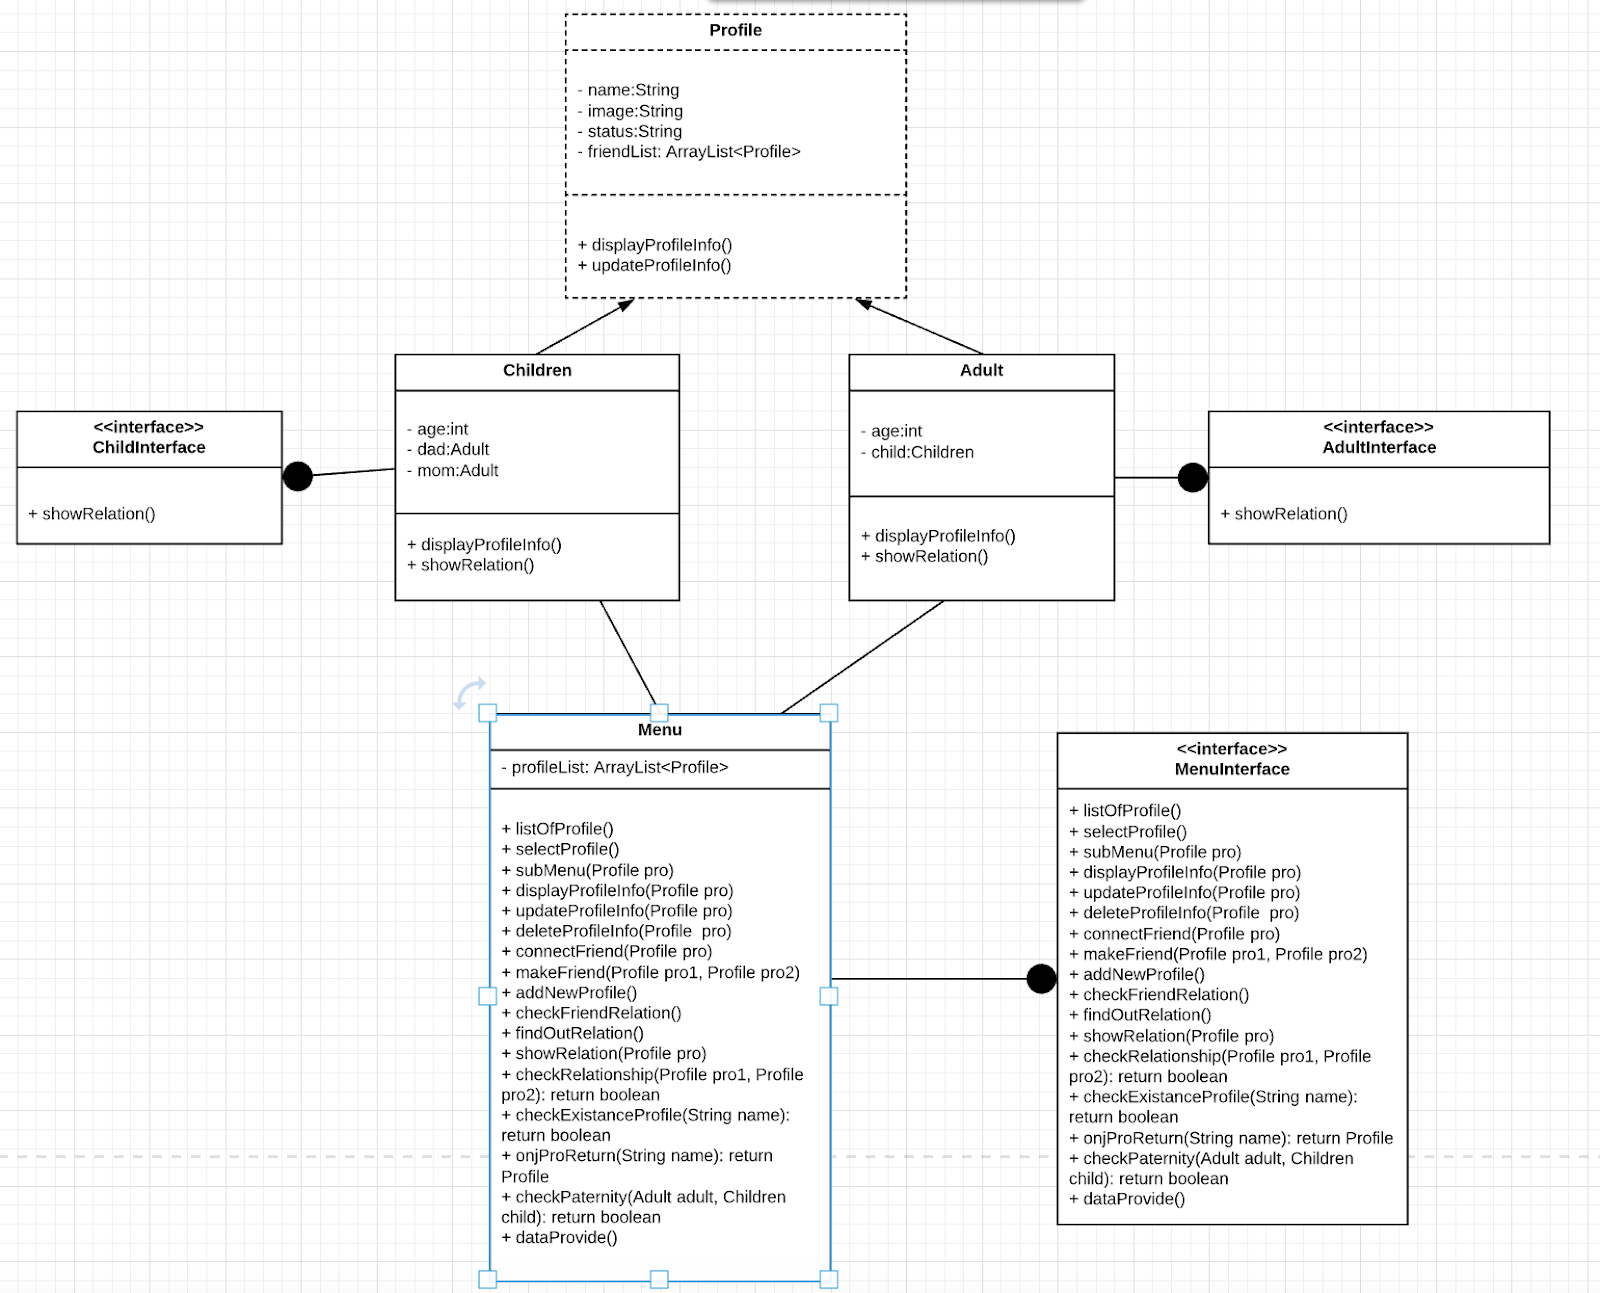 Profile
- name:String
- image:String
- status:String
- friendList: ArrayList<Profile>
+ displayProfileInfo()
+ updateProfileInfo()
Children
- age:int
- dad:Adult
- mom:Adult
+ displayProfileInfo()
+ showRelation()
Adult
- age:int
- child:Children
+ displayProfileInfo()
+ showRelation()
<<interface>>
ChildInterface
+ showRelation()
<<interface>>
AdultInterface
+ showRelation()
Menu
- profileList: ArrayList<Profile>
+ listOfProfile()
+ selectProfile()
+ subMenu(Profile pro)
+ displayProfileInfo(Profile pro)
+ updateProfileInfo(Profile pro)
+ deleteProfileInfo(Profile  pro)
+ connectFriend(Profile pro)
+ makeFriend(Profile pro1, Profile pro2)
+ addNewProfile()
+ checkFriendRelation()
+ findOutRelation()
+ showRelation(Profile pro)
+ checkRelationship(Profile pro1, Profile
pro2): return boolean
+ checkExistanceProfile(String name):
return boolean
+ onjProReturn(String name): return
Profile
+ checkPaternity(Adult adult, Children
child): return boolean
+ dataProvide()
<<interface>>
MenuInterface
+ listOfProfile()
+ selectProfile()
+ subMenu(Profile pro)
+ displayProfileInfo(Profile pro)
+ updateProfileInfo(Profile pro)
+ deleteProfileInfo(Profile  pro)
+ connectFriend(Profile pro)
+ makeFriend(Profile pro1, Profile pro2)
+ addNewProfile()
+ checkFriendRelation()
+ findOutRelation()
+ showRelation(Profile pro)
+ checkRelationship(Profile pro1, Profile
pro2): return boolean
+ checkExistanceProfile(String name):
return boolean
+ onjProReturn(String name): return Profile
+ checkPaternity(Adult adult, Children
child): return boolean
+ dataProvide()